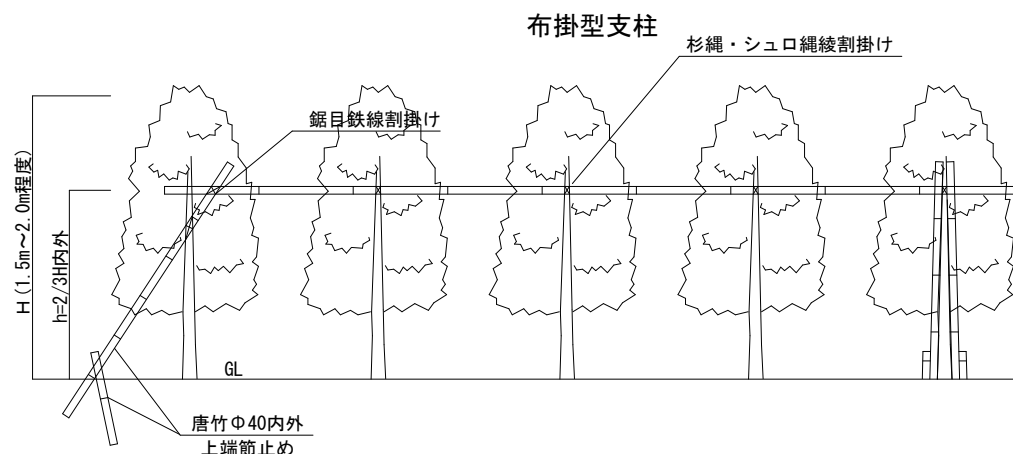 布掛型支柱
杉縄・シュロ縄綾割掛け
鋸目鉄線割掛け
H(1.5m～2.0m程度)
h=2/3H内外
GL
唐竹Φ40内外
上端節止め